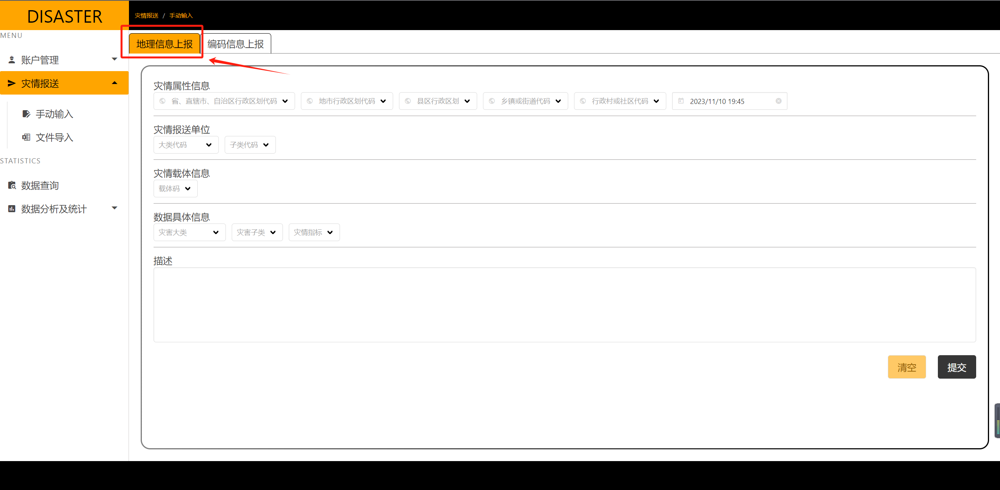 DISASTER
灾情报送 / 手动输入
MENU
账户管理
灾情报送
手动输入
文件导入
STATISTICS
数据查询
数据分析及统计
地理信息上报 编码信息上报
灾情属性信息
省、直辖市、自治区行政区划代码 地市行政区划代码 县区行政区划 乡镇或街道代码 行政村或社区代码 2023/11/10 19:45
灾情报送单位
大类代码 子类代码
灾情载体信息
载体码
数据具体信息
灾害大类 灾害子类 灾情指标
描述
清空 提交